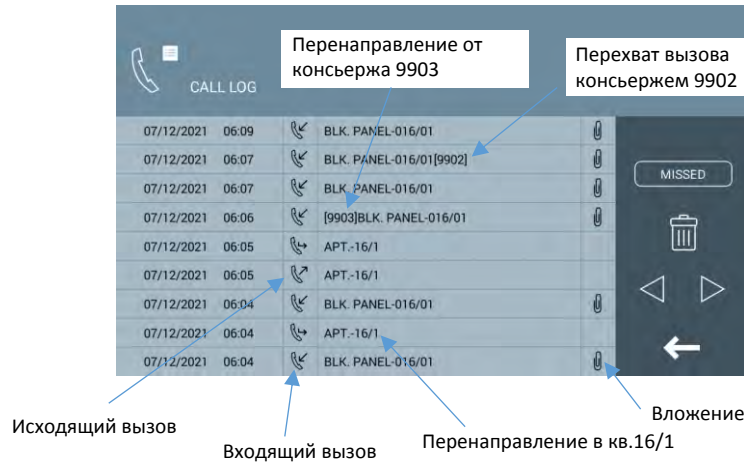 Перенаправление от
консьержа 9903
Перехват вызова
консьержем 9902
CALL LOG
07/12/2021 06:09 BLK. PANEL-016/01
07/12/2021 06:07 BLK. PANEL-016/01[9902]
07/12/2021 06:07 BLK. PANEL-016/01
07/12/2021 06:06 [9903]BLK. PANEL-016/01
07/12/2021 06:05 APT.-16/1
07/12/2021 06:05 APT.-16/1
07/12/2021 06:04 BLK. PANEL-016/01
07/12/2021 06:04 APT.-16/1
07/12/2021 06:04 BLK. PANEL-016/01
MISSED
Исходящий вызов
Входящий вызов
Перенаправление в кв.16/1
Вложение